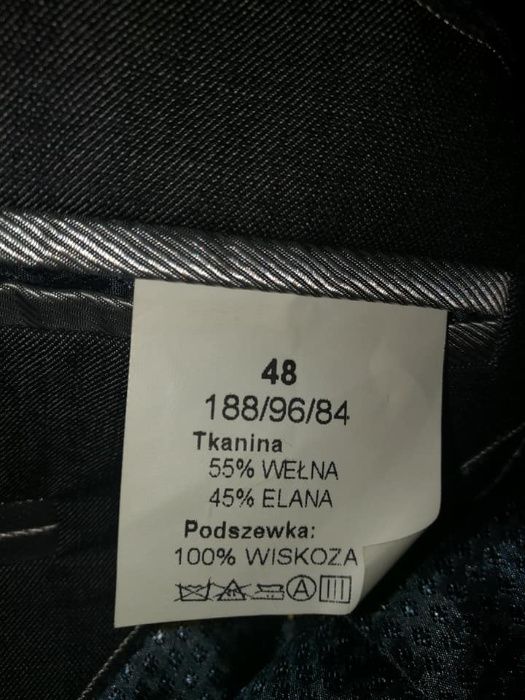 48
188/96/84
Tkanina
55% WEŁNA
45% ELANA
Podszewka:
100% WISKOZA
A